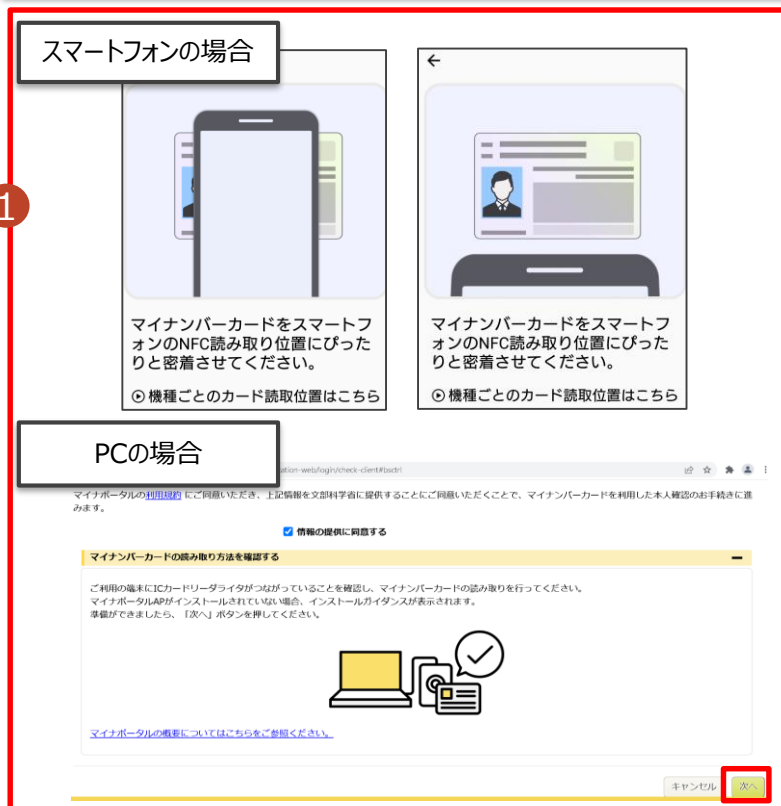 スマートフォンの場合
1
マイナンバーカードをスマートフ
ォンのNFC読み取り位置にぴった
りと密着させてください。
機種ごとのカード読取位置はこちら
マイナンバーカードをスマートフ
ォンのNFC読み取り位置にぴった
りと密着させてください。
機種ごとのカード読取位置はこちら
PCの場合
ation-web/login/check-client#bsctrl
マイナポータルの利用規約 にご同意いただき、上記情報を文部科学省に提供することにご同意いただくことで、マイナンバーカードを利用した本人確認のお手続きに進
みます。
情報の提供に同意する
マイナンバーカードの読み取り方法を確認する
ご利用の端末にICカードリーダライタがつながっていることを確認し、マイナンバーカードの読み取りを行ってください。
マイナポータルAPがインストールされていない場合、インストールガイダンスが表示されます。
準備ができましたら、「次へ」ボタンを押してください。
マイナポータルの概要についてはこちらをご参照ください。
キャンセル
次へ